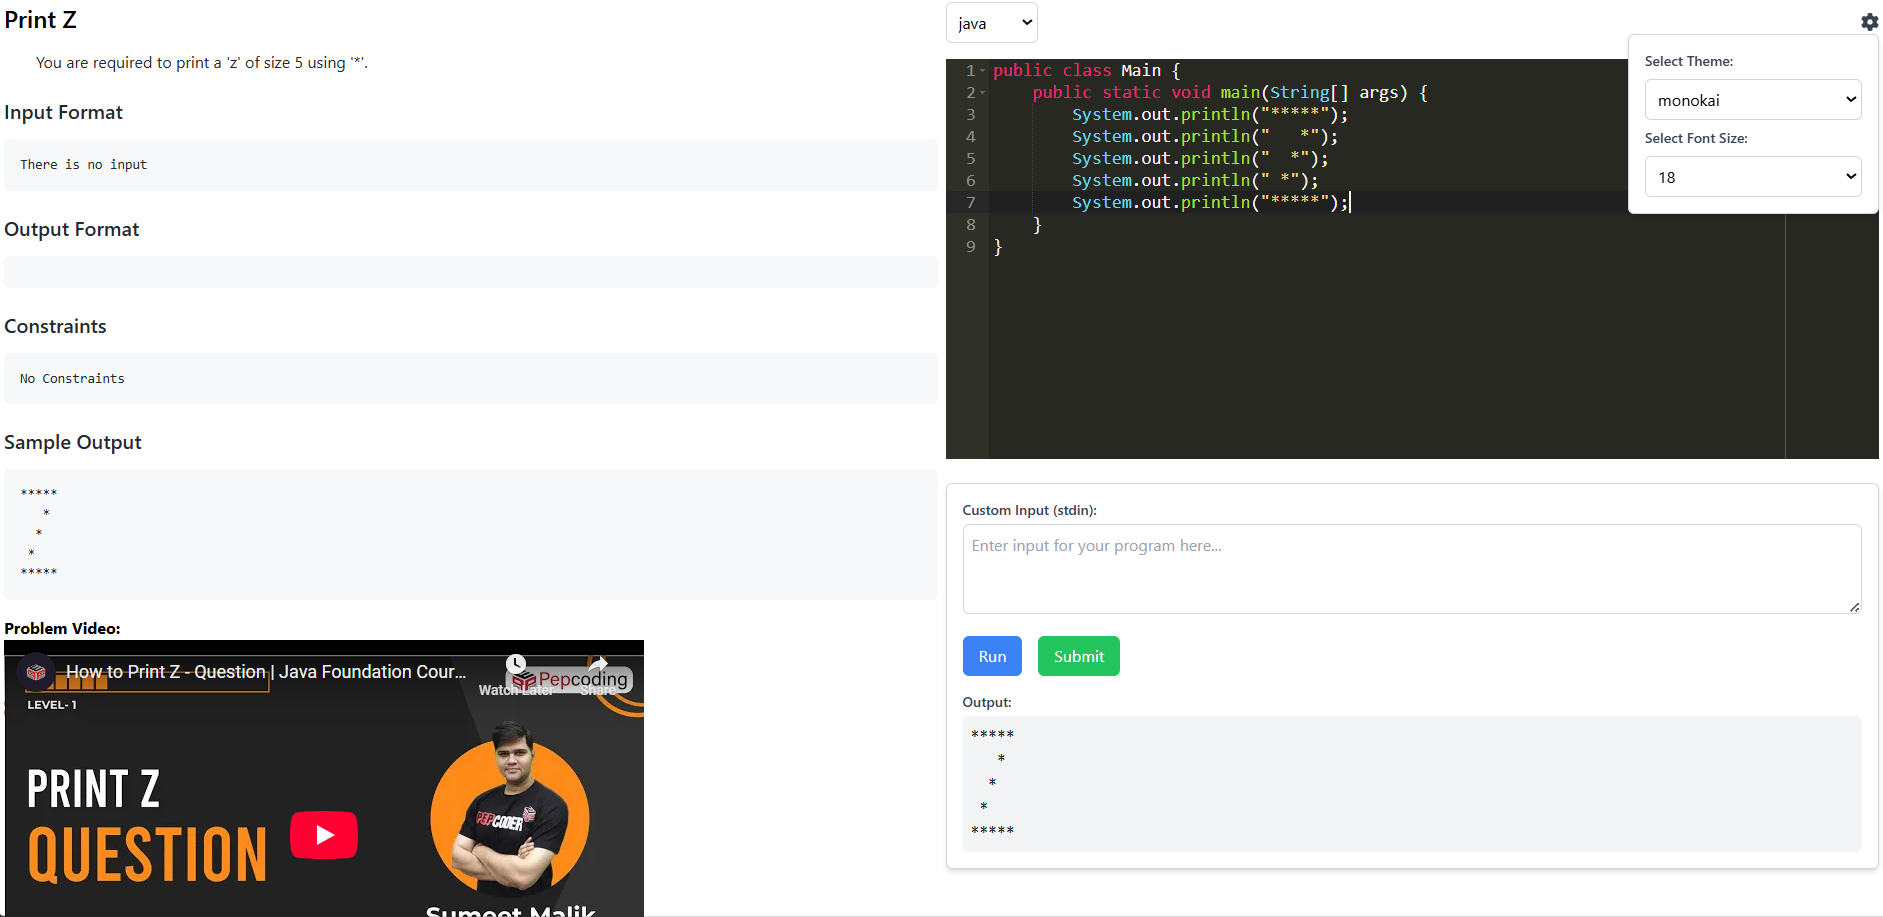 Print Z
You are required to print a 'z' of size 5 using '*'.
Input Format
There is no input
Output Format
Constraints
No Constraints
Sample Output
*****
   *
  *
 *
*****
Problem Video:
How to Print Z - Question | Java Foundation Cour...
Watch Later
Share
Pepcoding
LEVEL- 1
PRINT Z
QUESTION
PEPCODER
Sumeet Malik
java
Select Theme:
monokai
Select Font Size:
18
1 public class Main {
2     public static void main(String[] args) {
3         System.out.println("*****");
4         System.out.println("   *");
5         System.out.println("  *");
6         System.out.println(" *");
7         System.out.println("*****");
8     }
9 }
Custom Input (stdin):
Enter input for your program here...
Run
Submit
Output:
*****
   *
  *
 *
*****